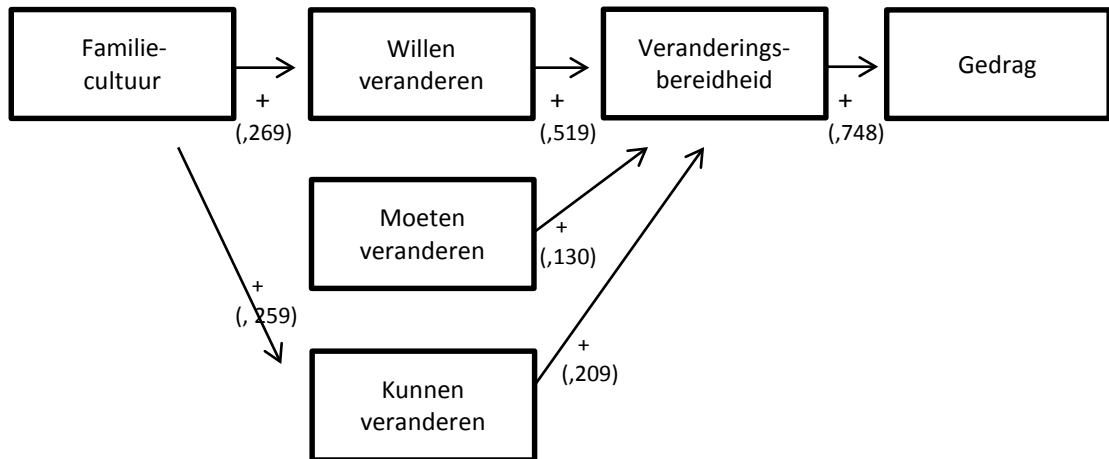 Familie-
cultuur
Willen
veranderen
Veranderings-
bereidheid
Gedrag
+
(,269)
+
(,519)
+
(,748)
Moeten
veranderen
+
(,130)
+
(, 259)
Kunnen
veranderen
+
(,209)